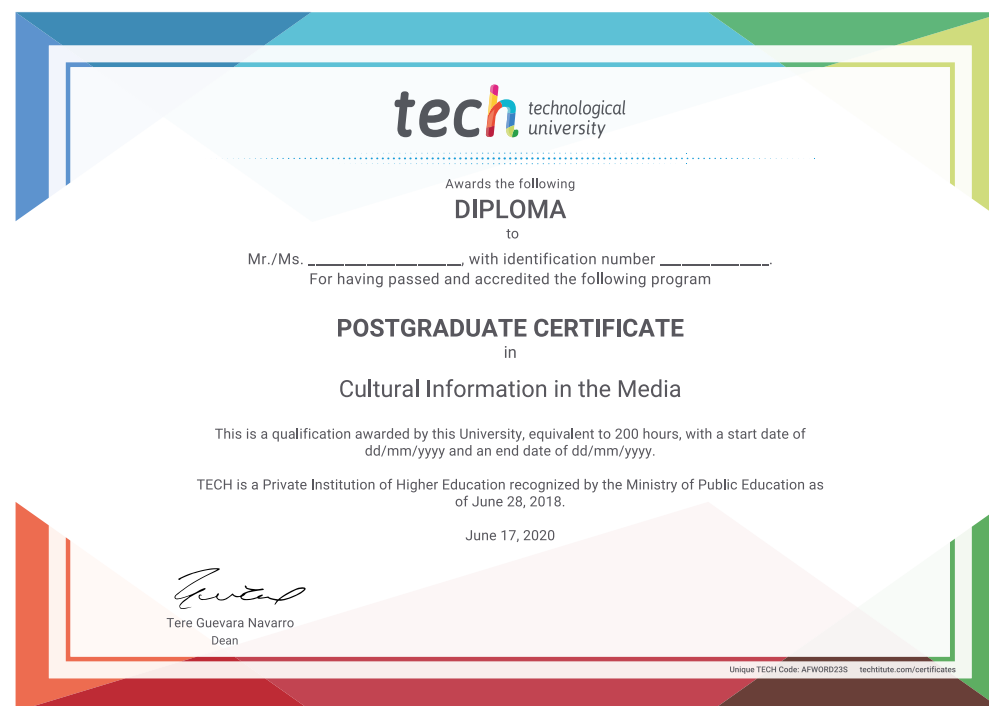 tech technological
university
Awards the following
DIPLOMA
to
Mr./Ms. ____________________, with identification number ______________.
For having passed and accredited the following program
POSTGRADUATE CERTIFICATE
in
Cultural Information in the Media
This is a qualification awarded by this University, equivalent to 200 hours, with a start date of
dd/mm/yyyy and an end date of dd/mm/yyyy.
TECH is a Private Institution of Higher Education recognized by the Ministry of Public Education as
of June 28, 2018.
June 17, 2020
Tere Guevara Navarro
Dean
Unique TECH Code: AFWORD23S techtitute.com/certificates